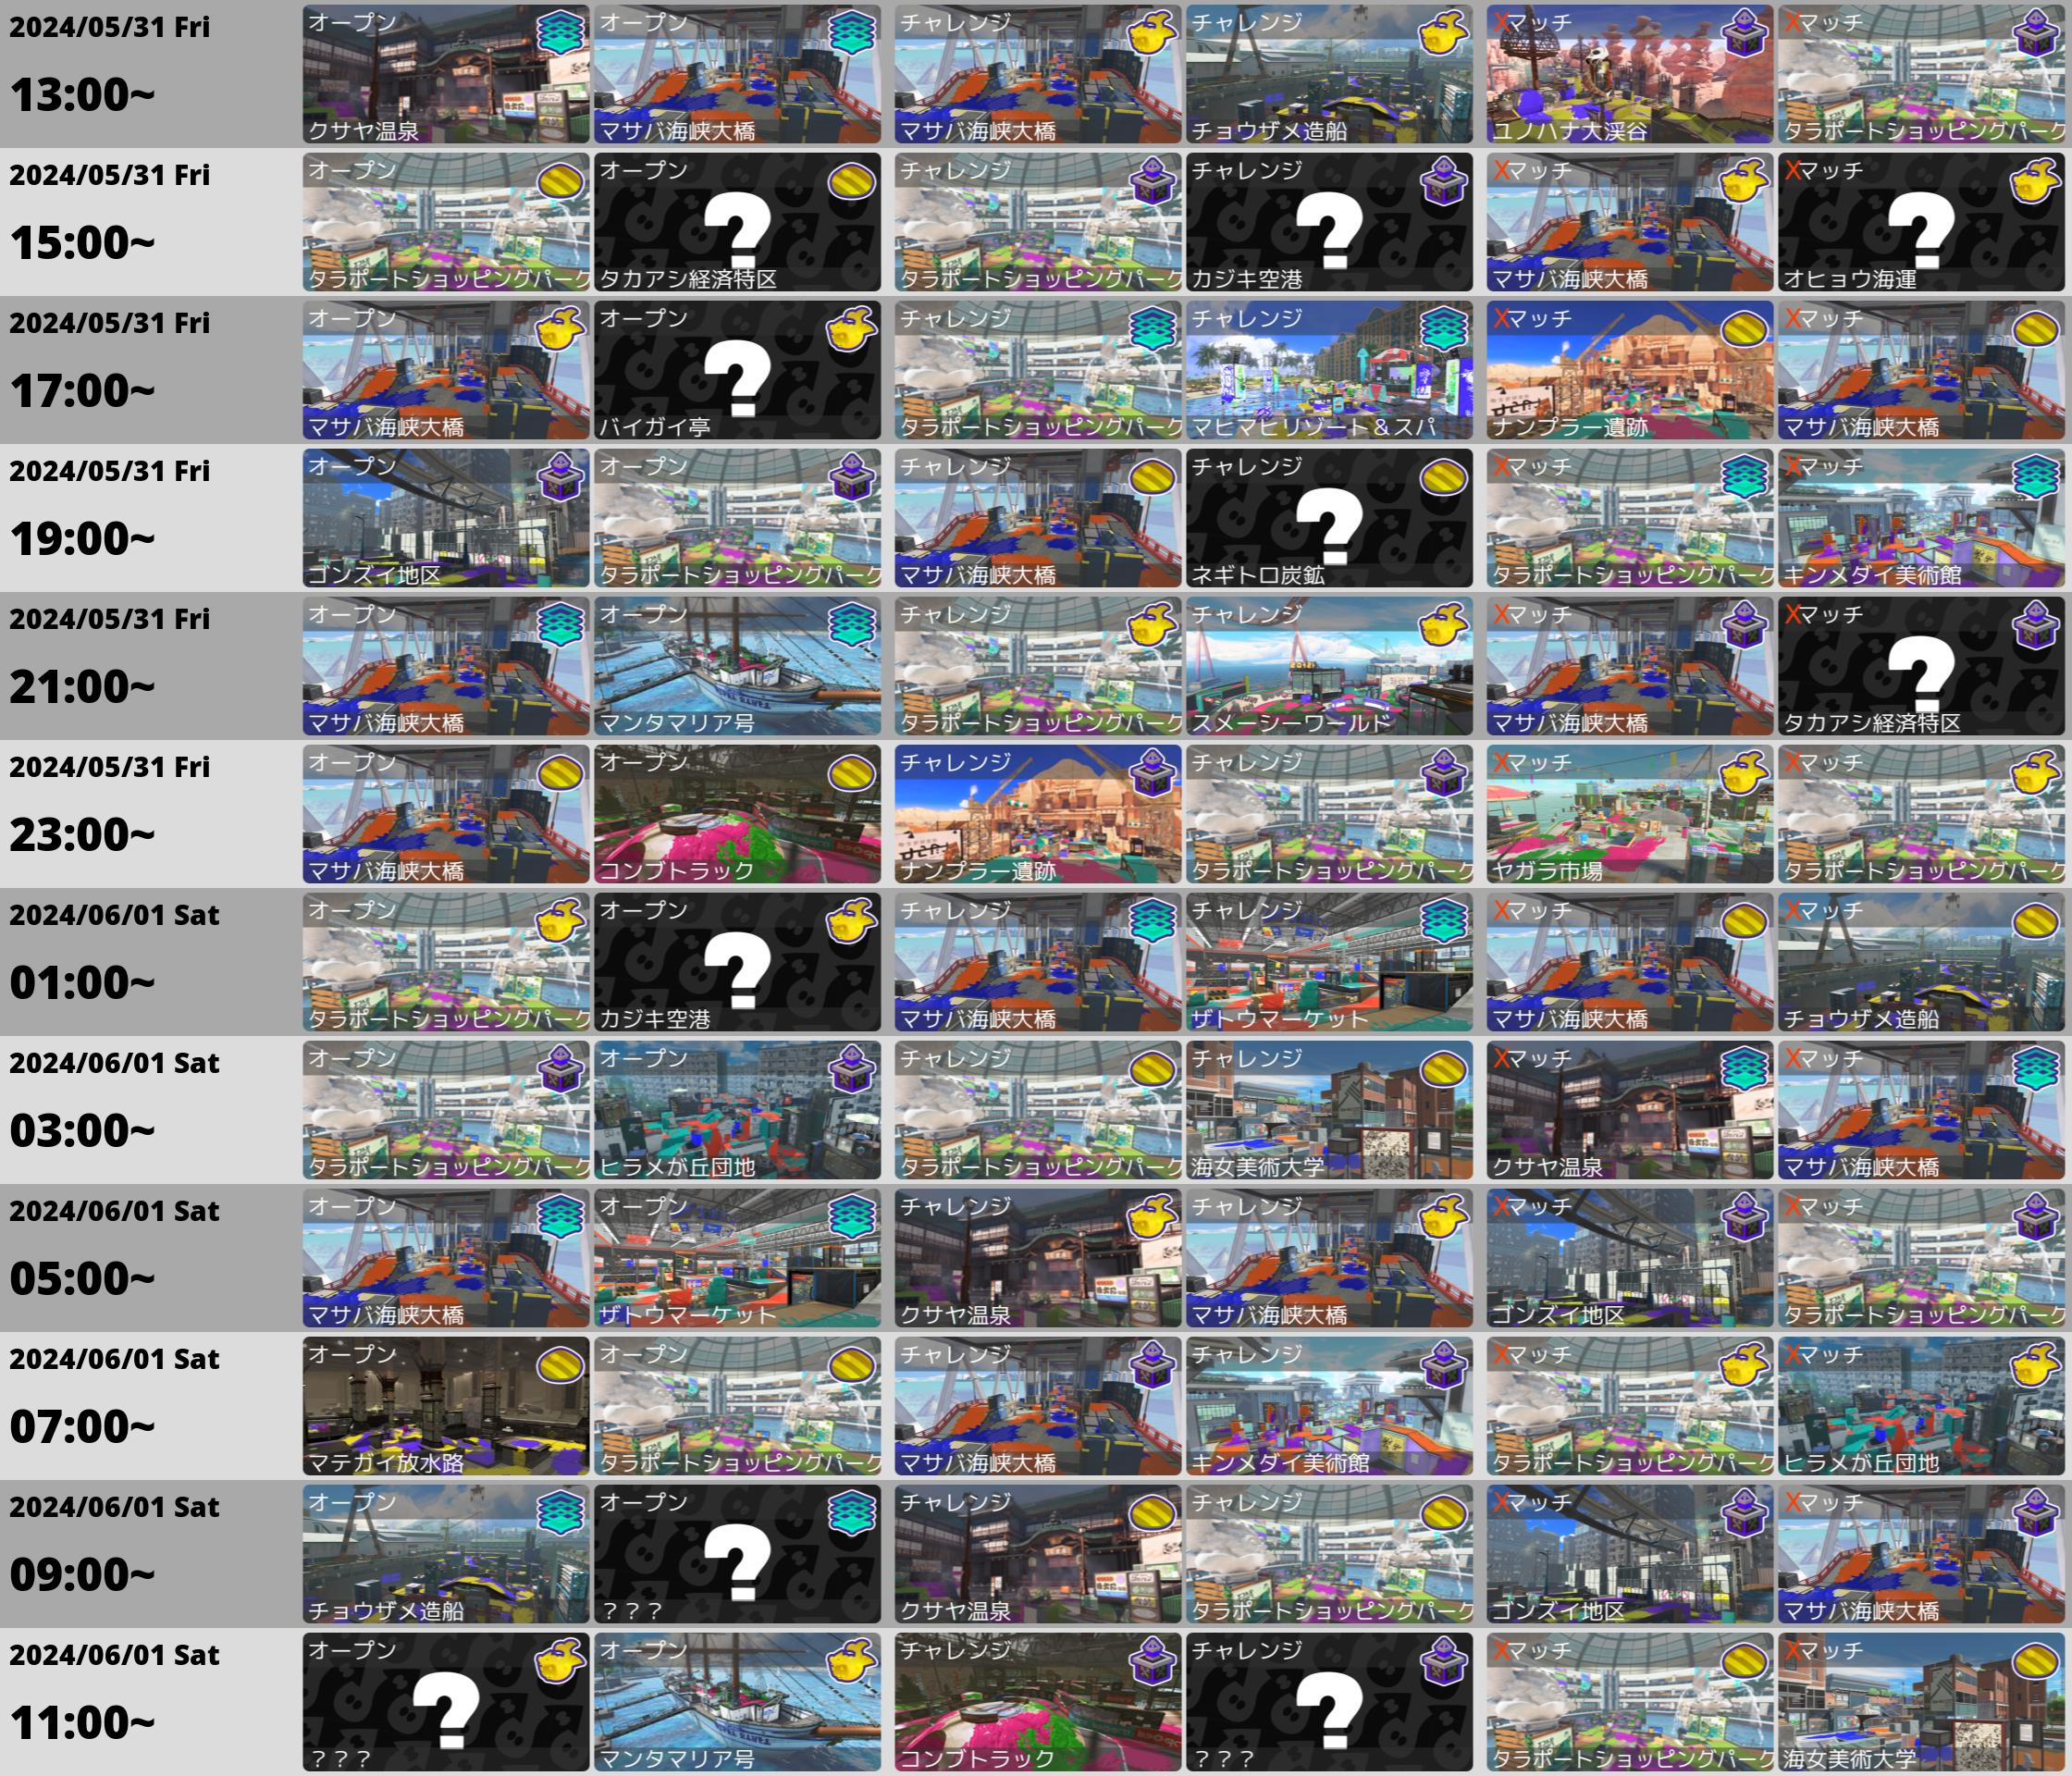 2024/05/31 Fri
13:00~
オープン
クサヤ温泉
オープン
マサバ海峡大橋
チャレンジ
マサバ海峡大橋
チャレンジ
チョウザメ造船
Xマッチ
ユノハナ大渓谷
Xマッチ
タラポートショッピングパーク
2024/05/31 Fri
15:00~
オープン
タラポートショッピングパーク
オープン
?
タカアシ経済特区
チャレンジ
タラポートショッピングパーク
チャレンジ
?
カジキ空港
Xマッチ
マサバ海峡大橋
Xマッチ
?
オヒョウ海運
2024/05/31 Fri
17:00~
オープン
マサバ海峡大橋
オープン
?
バイガイ亭
チャレンジ
タラポートショッピングパーク
チャレンジ
マヒマヒリゾート＆スパ
Xマッチ
ナンプラー遺跡
Xマッチ
マサバ海峡大橋
2024/05/31 Fri
19:00~
オープン
ゴンズイ地区
オープン
タラポートショッピングパーク
チャレンジ
マサバ海峡大橋
チャレンジ
?
ネギトロ炭鉱
Xマッチ
タラポートショッピングパーク
Xマッチ
キンメダイ美術館
2024/05/31 Fri
21:00~
オープン
マサバ海峡大橋
オープン
マンタマリア号
チャレンジ
タラポートショッピングパーク
チャレンジ
スメーシーワールド
Xマッチ
マサバ海峡大橋
Xマッチ
?
タカアシ経済特区
2024/05/31 Fri
23:00~
オープン
マサバ海峡大橋
オープン
コンブトラック
チャレンジ
ナンプラー遺跡
チャレンジ
タラポートショッピングパーク
Xマッチ
ヤガラ市場
Xマッチ
タラポートショッピングパーク
2024/06/01 Sat
01:00~
オープン
タラポートショッピングパーク
オープン
?
カジキ空港
チャレンジ
マサバ海峡大橋
チャレンジ
ザトウマーケット
Xマッチ
マサバ海峡大橋
Xマッチ
チョウザメ造船
2024/06/01 Sat
03:00~
オープン
タラポートショッピングパーク
オープン
ヒラメが丘団地
チャレンジ
タラポートショッピングパーク
チャレンジ
海女美術大学
Xマッチ
クサヤ温泉
Xマッチ
マサバ海峡大橋
2024/06/01 Sat
05:00~
オープン
マサバ海峡大橋
オープン
ザトウマーケット
チャレンジ
クサヤ温泉
チャレンジ
マサバ海峡大橋
Xマッチ
ゴンズイ地区
Xマッチ
タラポートショッピングパーク
2024/06/01 Sat
07:00~
オープン
マテガイ放水路
オープン
タラポートショッピングパーク
チャレンジ
マサバ海峡大橋
チャレンジ
キンメダイ美術館
Xマッチ
タラポートショッピングパーク
Xマッチ
ヒラメが丘団地
2024/06/01 Sat
09:00~
オープン
チョウザメ造船
オープン
?
？？？
チャレンジ
クサヤ温泉
チャレンジ
タラポートショッピングパーク
Xマッチ
ゴンズイ地区
Xマッチ
マサバ海峡大橋
2024/06/01 Sat
11:00~
オープン
?
？？？
オープン
マンタマリア号
チャレンジ
コンブトラック
チャレンジ
?
？？？
Xマッチ
タラポートショッピングパーク
Xマッチ
海女美術大学